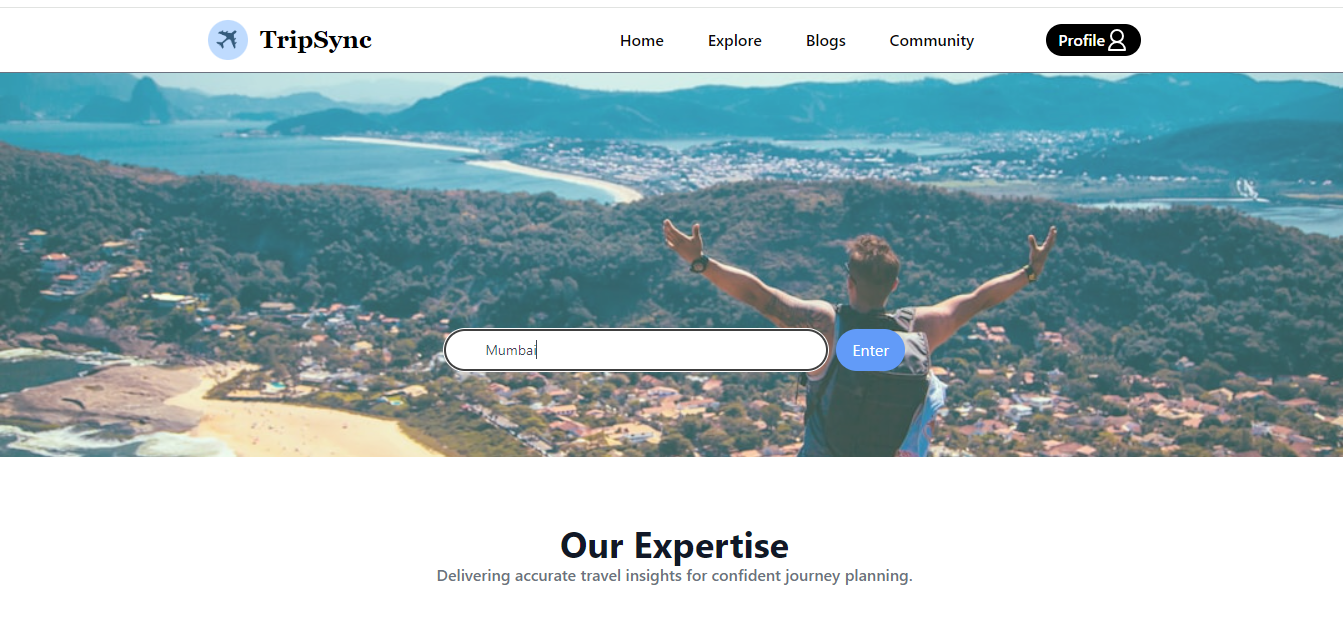 TripSync
Home Explore Blogs Community Profile
Mumbai Enter
Our Expertise
Delivering accurate travel insights for confident journey planning.